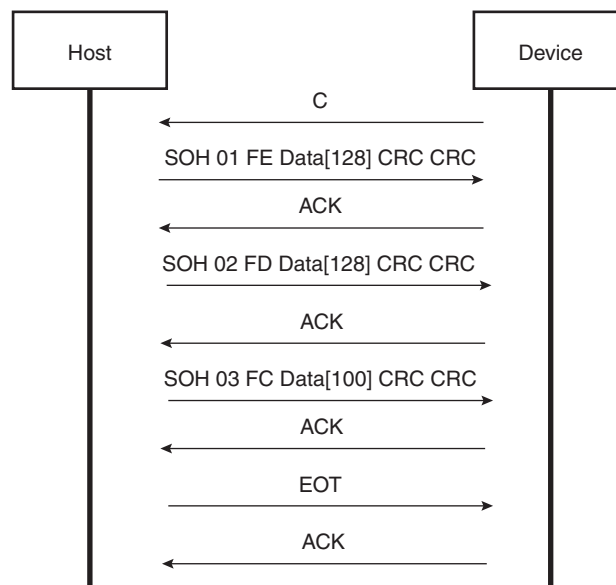 Host
Device
C
SOH 01 FE Data[128] CRC CRC
ACK
SOH 02 FD Data[128] CRC CRC
ACK
SOH 03 FC Data[100] CRC CRC
ACK
EOT
ACK